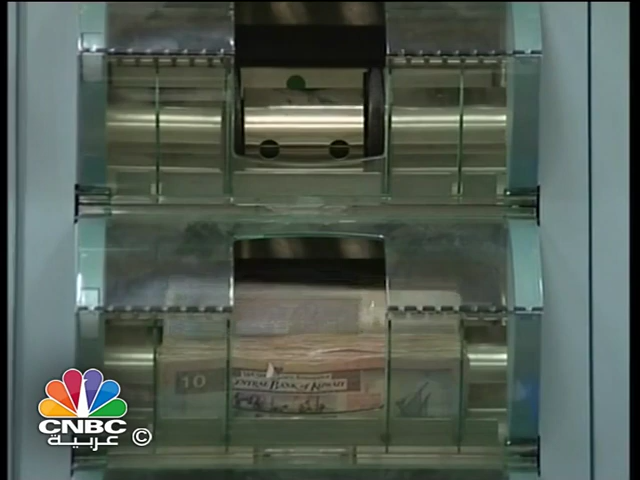 10
CENTRAL BANK of KUWAIT
CNBC
عربية ©